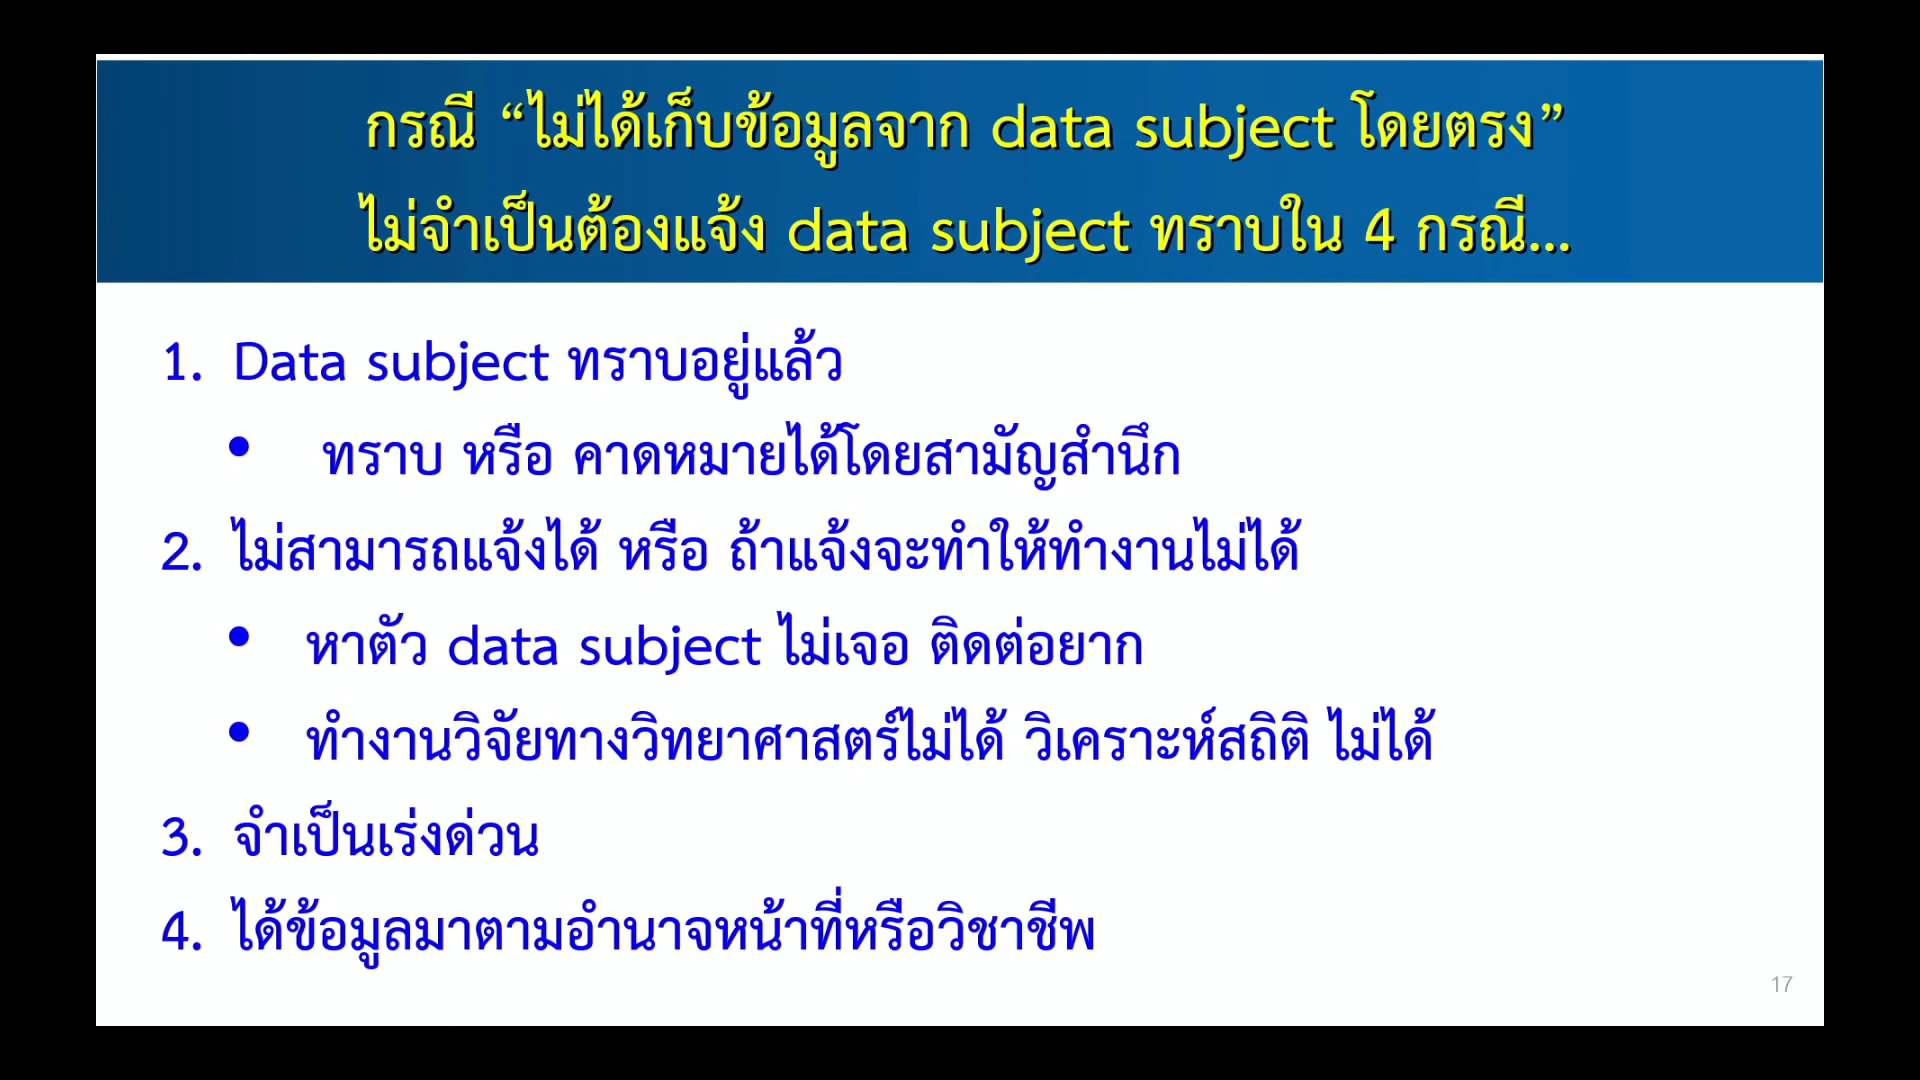 กรณี “ไม่ได้เก็บข้อมูลจาก data subject โดยตรง”
ไม่จำเป็นต้องแจ้ง data subject ทราบใน 4 กรณี...
1. Data subject ทราบอยู่แล้ว
• ทราบ หรือ คาดหมายได้โดยสามัญสำนึก
2. ไม่สามารถแจ้งได้ หรือ ถ้าแจ้งจะทำให้ทำงานไม่ได้
• หาตัว data subject ไม่เจอ ติดต่อยาก
• ทำงานวิจัยทางวิทยาศาสตร์ไม่ได้ วิเคราะห์สถิติ ไม่ได้
3. จำเป็นเร่งด่วน
4. ได้ข้อมูลมาตามอำนาจหน้าที่หรือวิชาชีพ
17